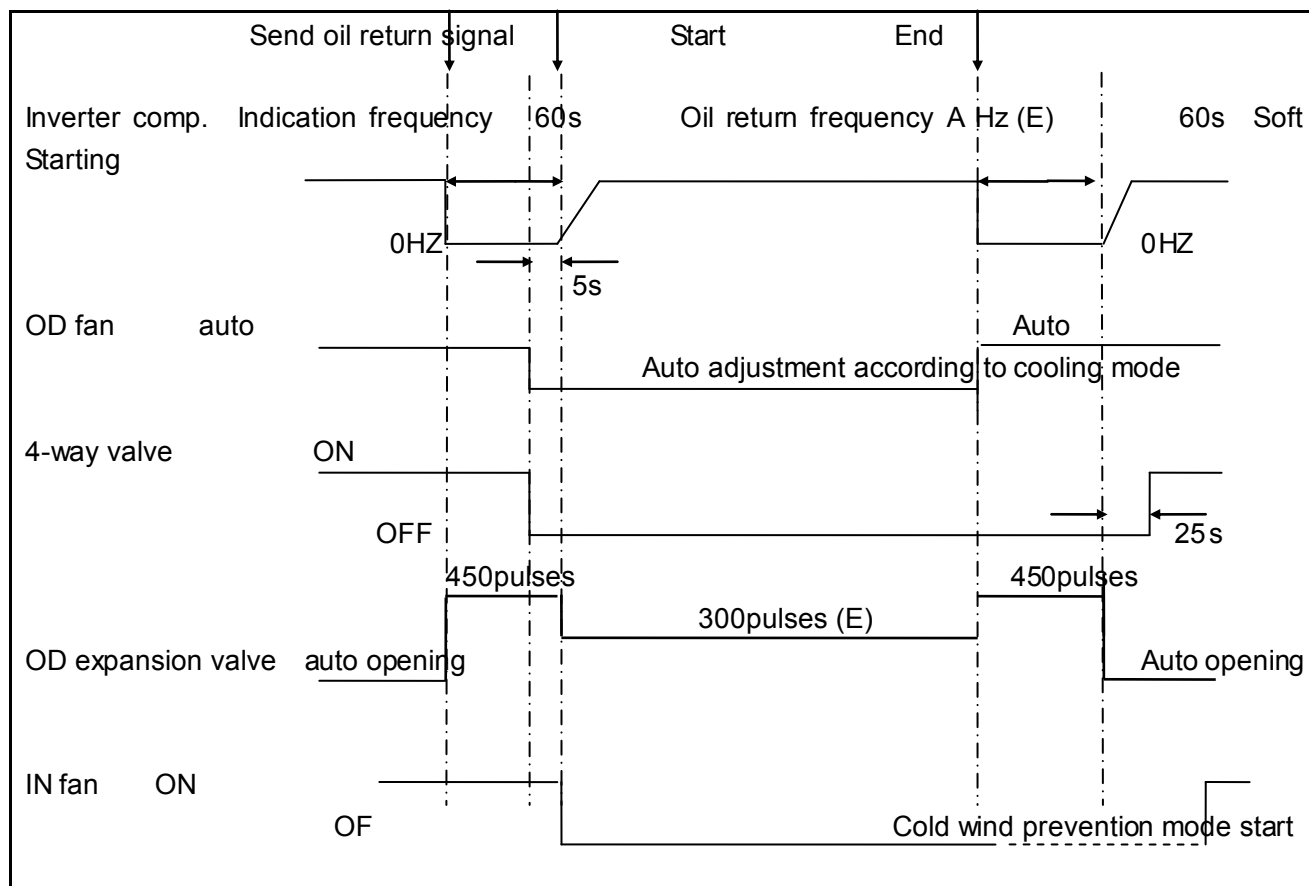 Send oil return signal Start End
Inverter comp. Indication frequency 60s Oil return frequency A Hz (E) 60s Soft
Starting
0HZ 0HZ
5s
OD fan auto Auto
Auto adjustment according to cooling mode
4-way valve ON
OFF 25s
450pulses 450pulses
300pulses (E)
OD expansion valve auto opening Auto opening
IN fan ON
OF Cold wind prevention mode start